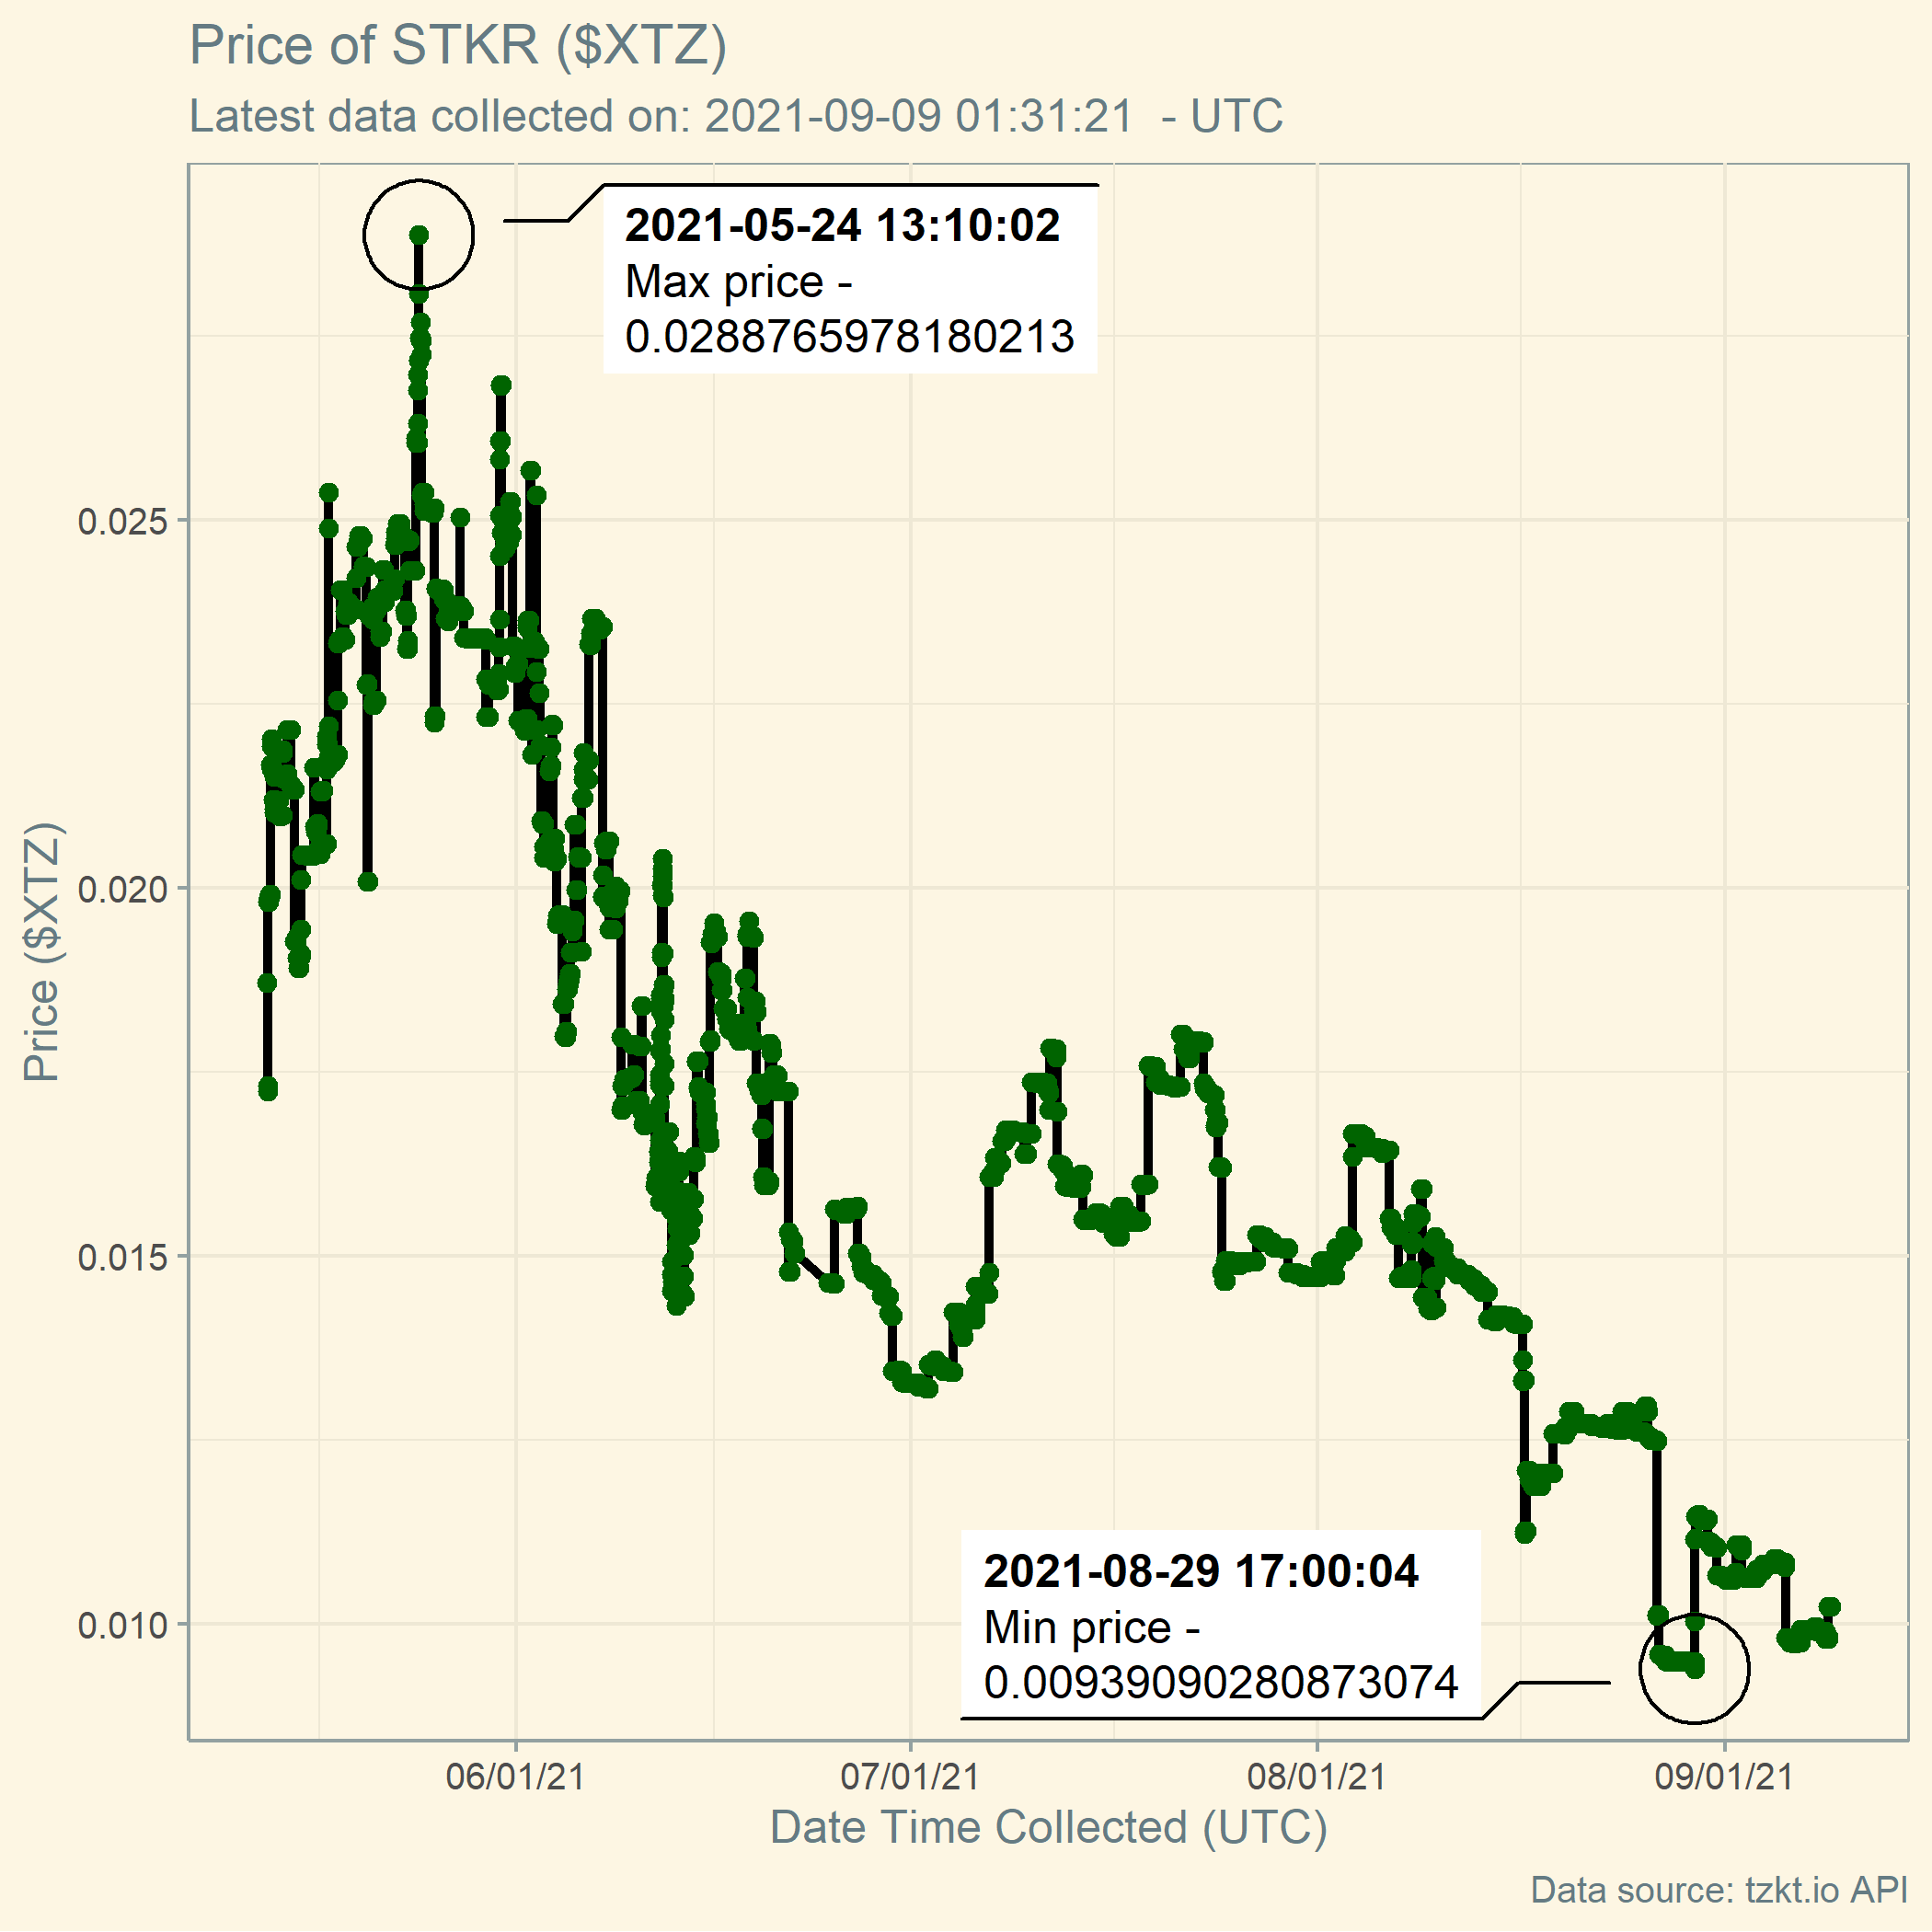 Price of STKR ($XTZ)
Latest data collected on: 2021-09-09 01:31:21  - UTC
2021-05-24 13:10:02
Max price -
0.0288765978180213
0.025
0.020
0.015
0.010
Price ($XTZ)
2021-08-29 17:00:04
Min price -
0.00939090280873074
06/01/21
07/01/21
08/01/21
09/01/21
Date Time Collected (UTC)
Data source: tzkt.io API